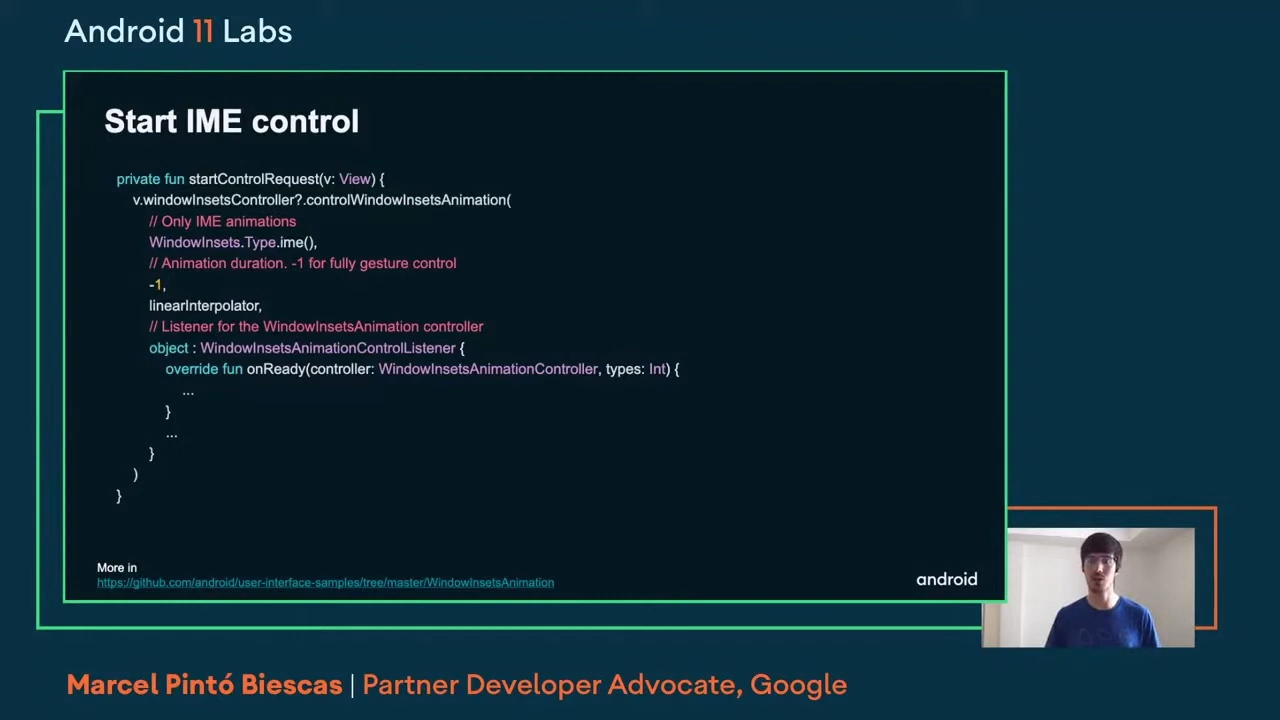 Android 11 Labs
Start IME control
private fun startControlRequest(v: View) {
v.windowInsetsController?.controlWindowInsetsAnimation(
// Only IME animations
WindowInsets.Type.ime(),
// Animation duration. -1 for fully gesture control
-1,
linearInterpolator,
// Listener for the WindowInsetsAnimation controller
object : WindowInsetsAnimationControlListener {
override fun onReady(controller: WindowInsetsAnimationController, types: Int) {
...
}
...
}
)
}
More in
https://github.com/android/user-interface-samples/tree/master/WindowInsetsAnimation
android
Marcel Pintó Biescas | Partner Developer Advocate, Google